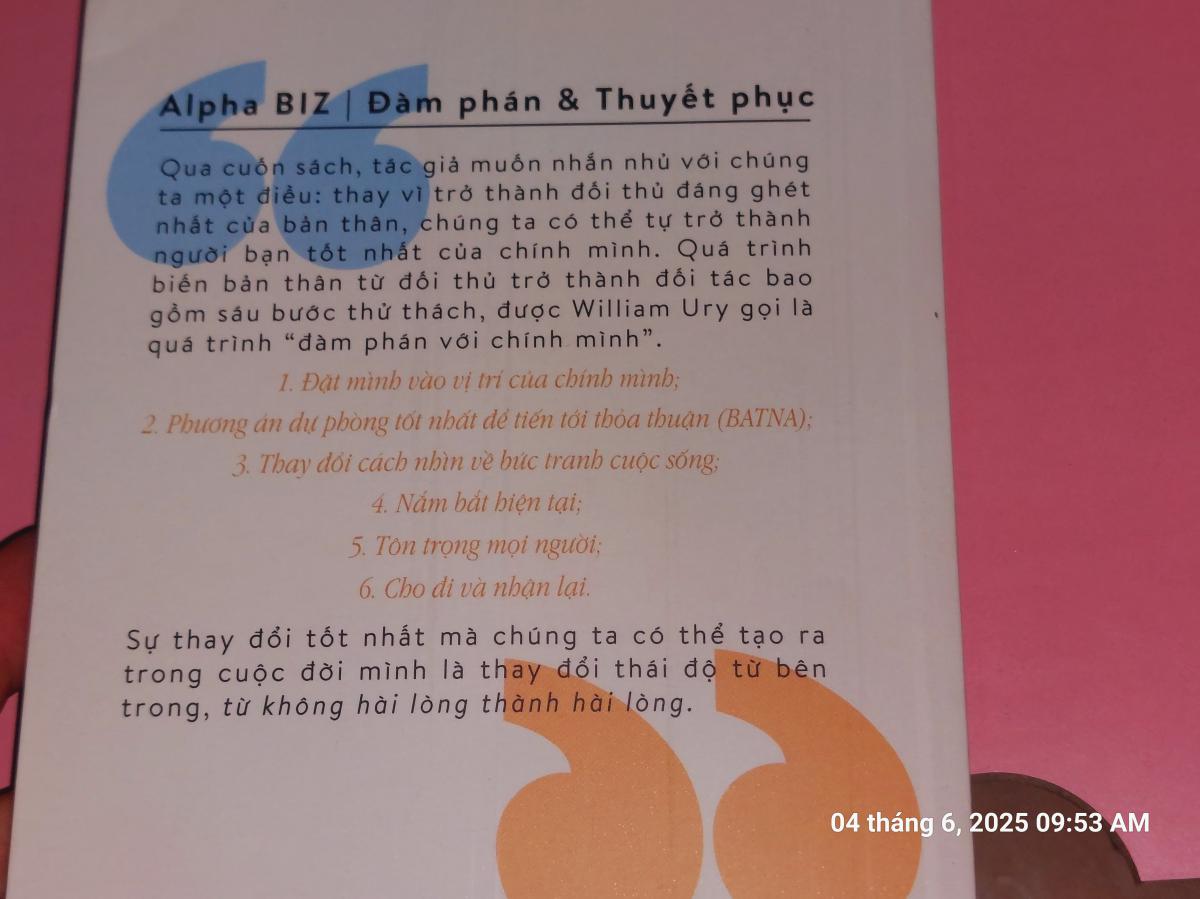 Alpha BIZ | Đàm phán & Thuyết phục
Qua cuốn sách, tác giả muốn nhắn nhủ với chúng
ta một điều: thay vì trở thành đối thủ đáng ghét
nhất của bản thân, chúng ta có thể tự trở thành
người bạn tốt nhất của chính mình. Quá trình
biến bản thân từ đối thủ trở thành đối tác bao
gồm sáu bước thử thách, được William Ury gọi là
quá trình “đàm phán với chính mình”.
1. Đặt mình vào vị trí của chính mình;
2. Phương án dự phòng tốt nhất để tiến tới thỏa thuận (BATNA);
3. Thay đổi cách nhìn về bức tranh cuộc sống;
4. Nắm bắt hiện tại;
5. Tôn trọng mọi người;
6. Cho đi và nhận lại.
Sự thay đổi tốt nhất mà chúng ta có thể tạo ra
trong cuộc đời mình là thay đổi thái độ từ bên
trong, từ không hài lòng thành hài lòng.
04 tháng 6, 2025 09:53 AM